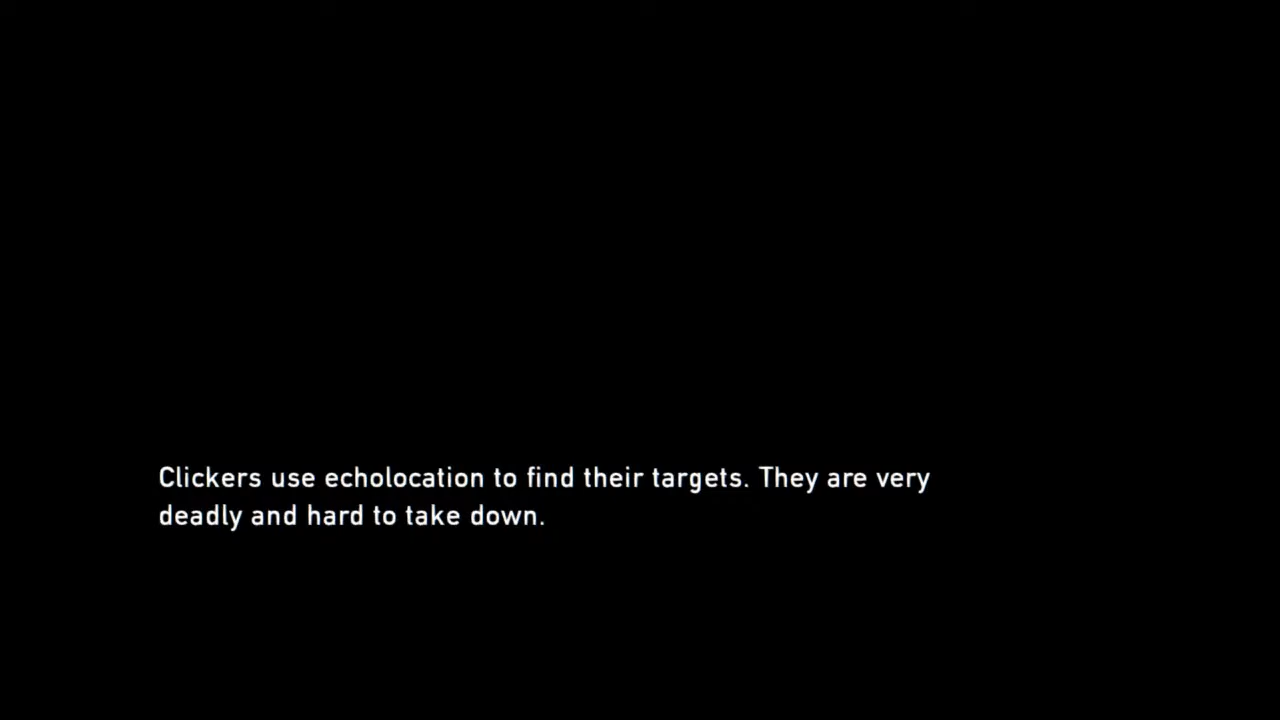 Clickers use echolocation to find their targets. They are very
deadly and hard to take down.